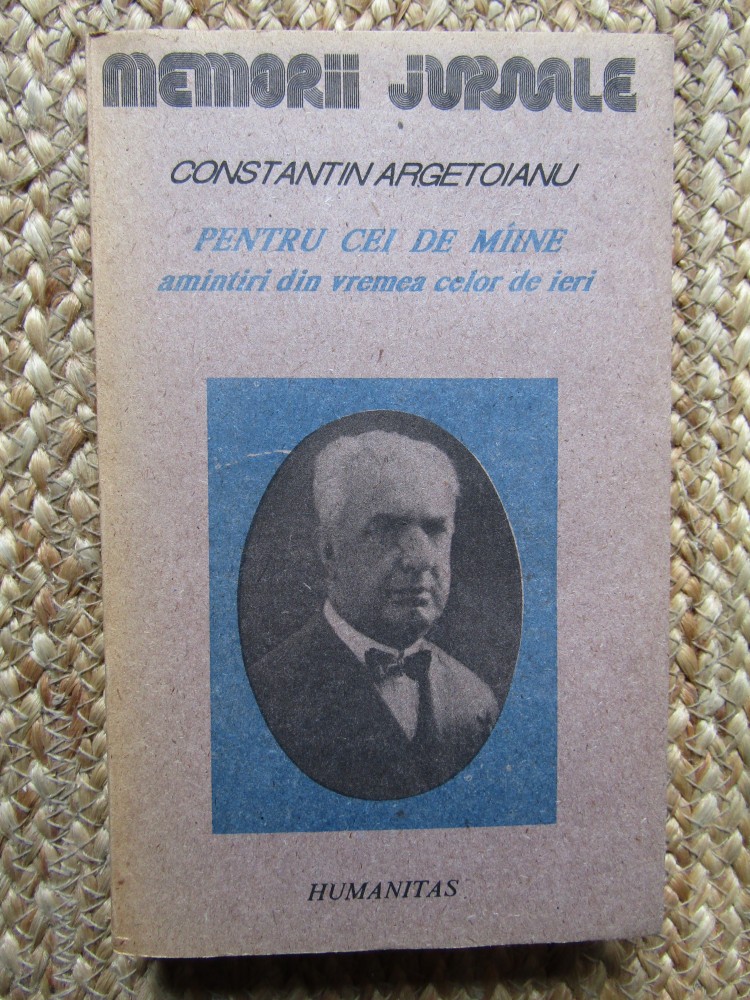 MEMORII JURNALE
CONSTANTIN ARGETOIANU
PENTRU CEI DE MÎINE
amintiri din vremea celor de ieri
HUMANITAS